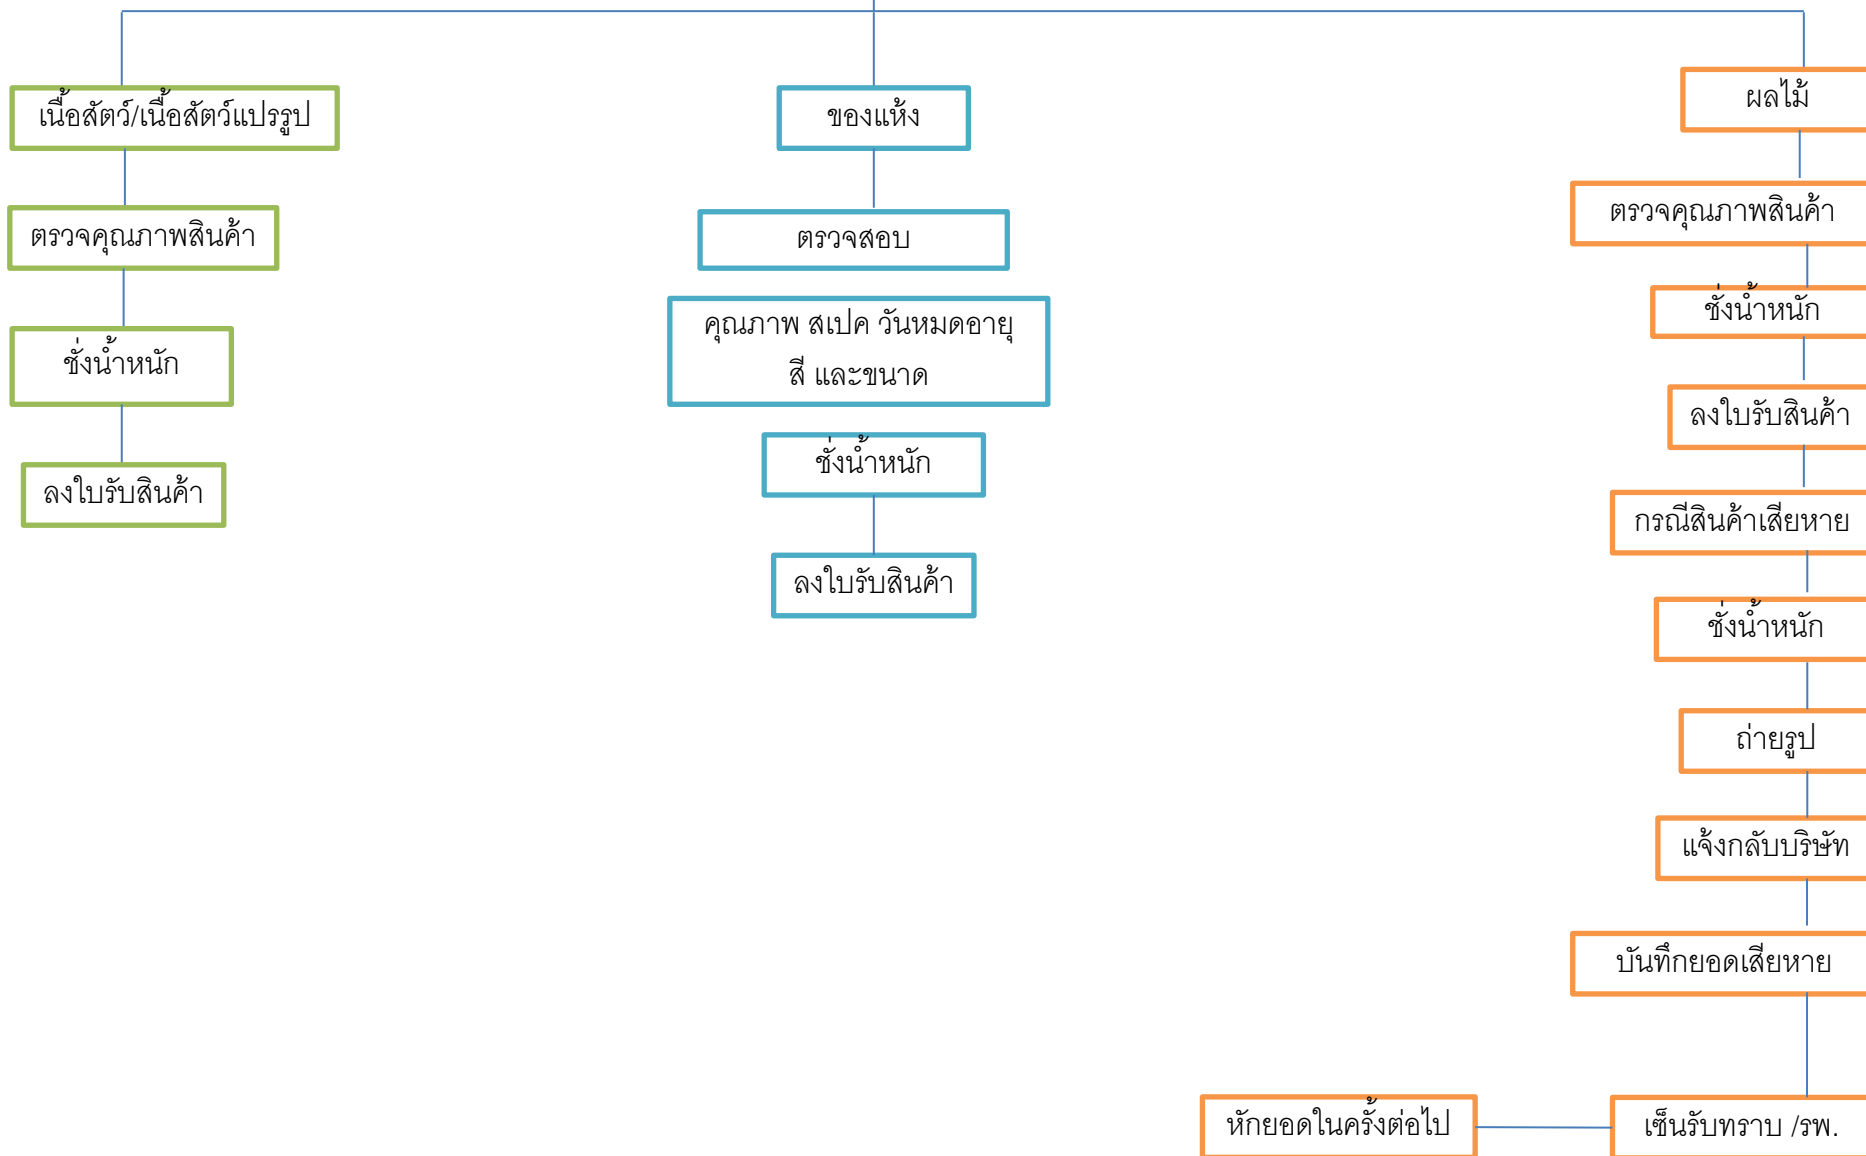 เนื้อสัตว์/เนื้อสัตว์แปรรูป
ตรวจคุณภาพสินค้า
ชั่งน้ำหนัก
ลงใบรับสินค้า
ของแห้ง
ตรวจสอบ
คุณภาพ สเปค วันหมดอายุ
สี และขนาด
ชั่งน้ำหนัก
ลงใบรับสินค้า
ผลไม้
ตรวจคุณภาพสินค้า
ชั่งน้ำหนัก
ลงใบรับสินค้า
กรณีสินค้าเสียหาย
ชั่งน้ำหนัก
ถ่ายรูป
แจ้งกลับบริษัท
บันทึกยอดเสียหาย
เซ็นรับทราบ /รพ.
หักยอดในครั้งต่อไป